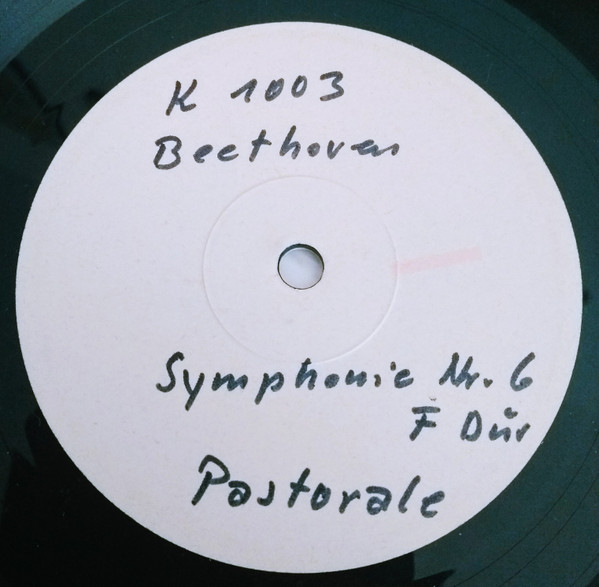 K 1003
Beethoven
Symphonie Nr. 6
F Dur
Pastorale